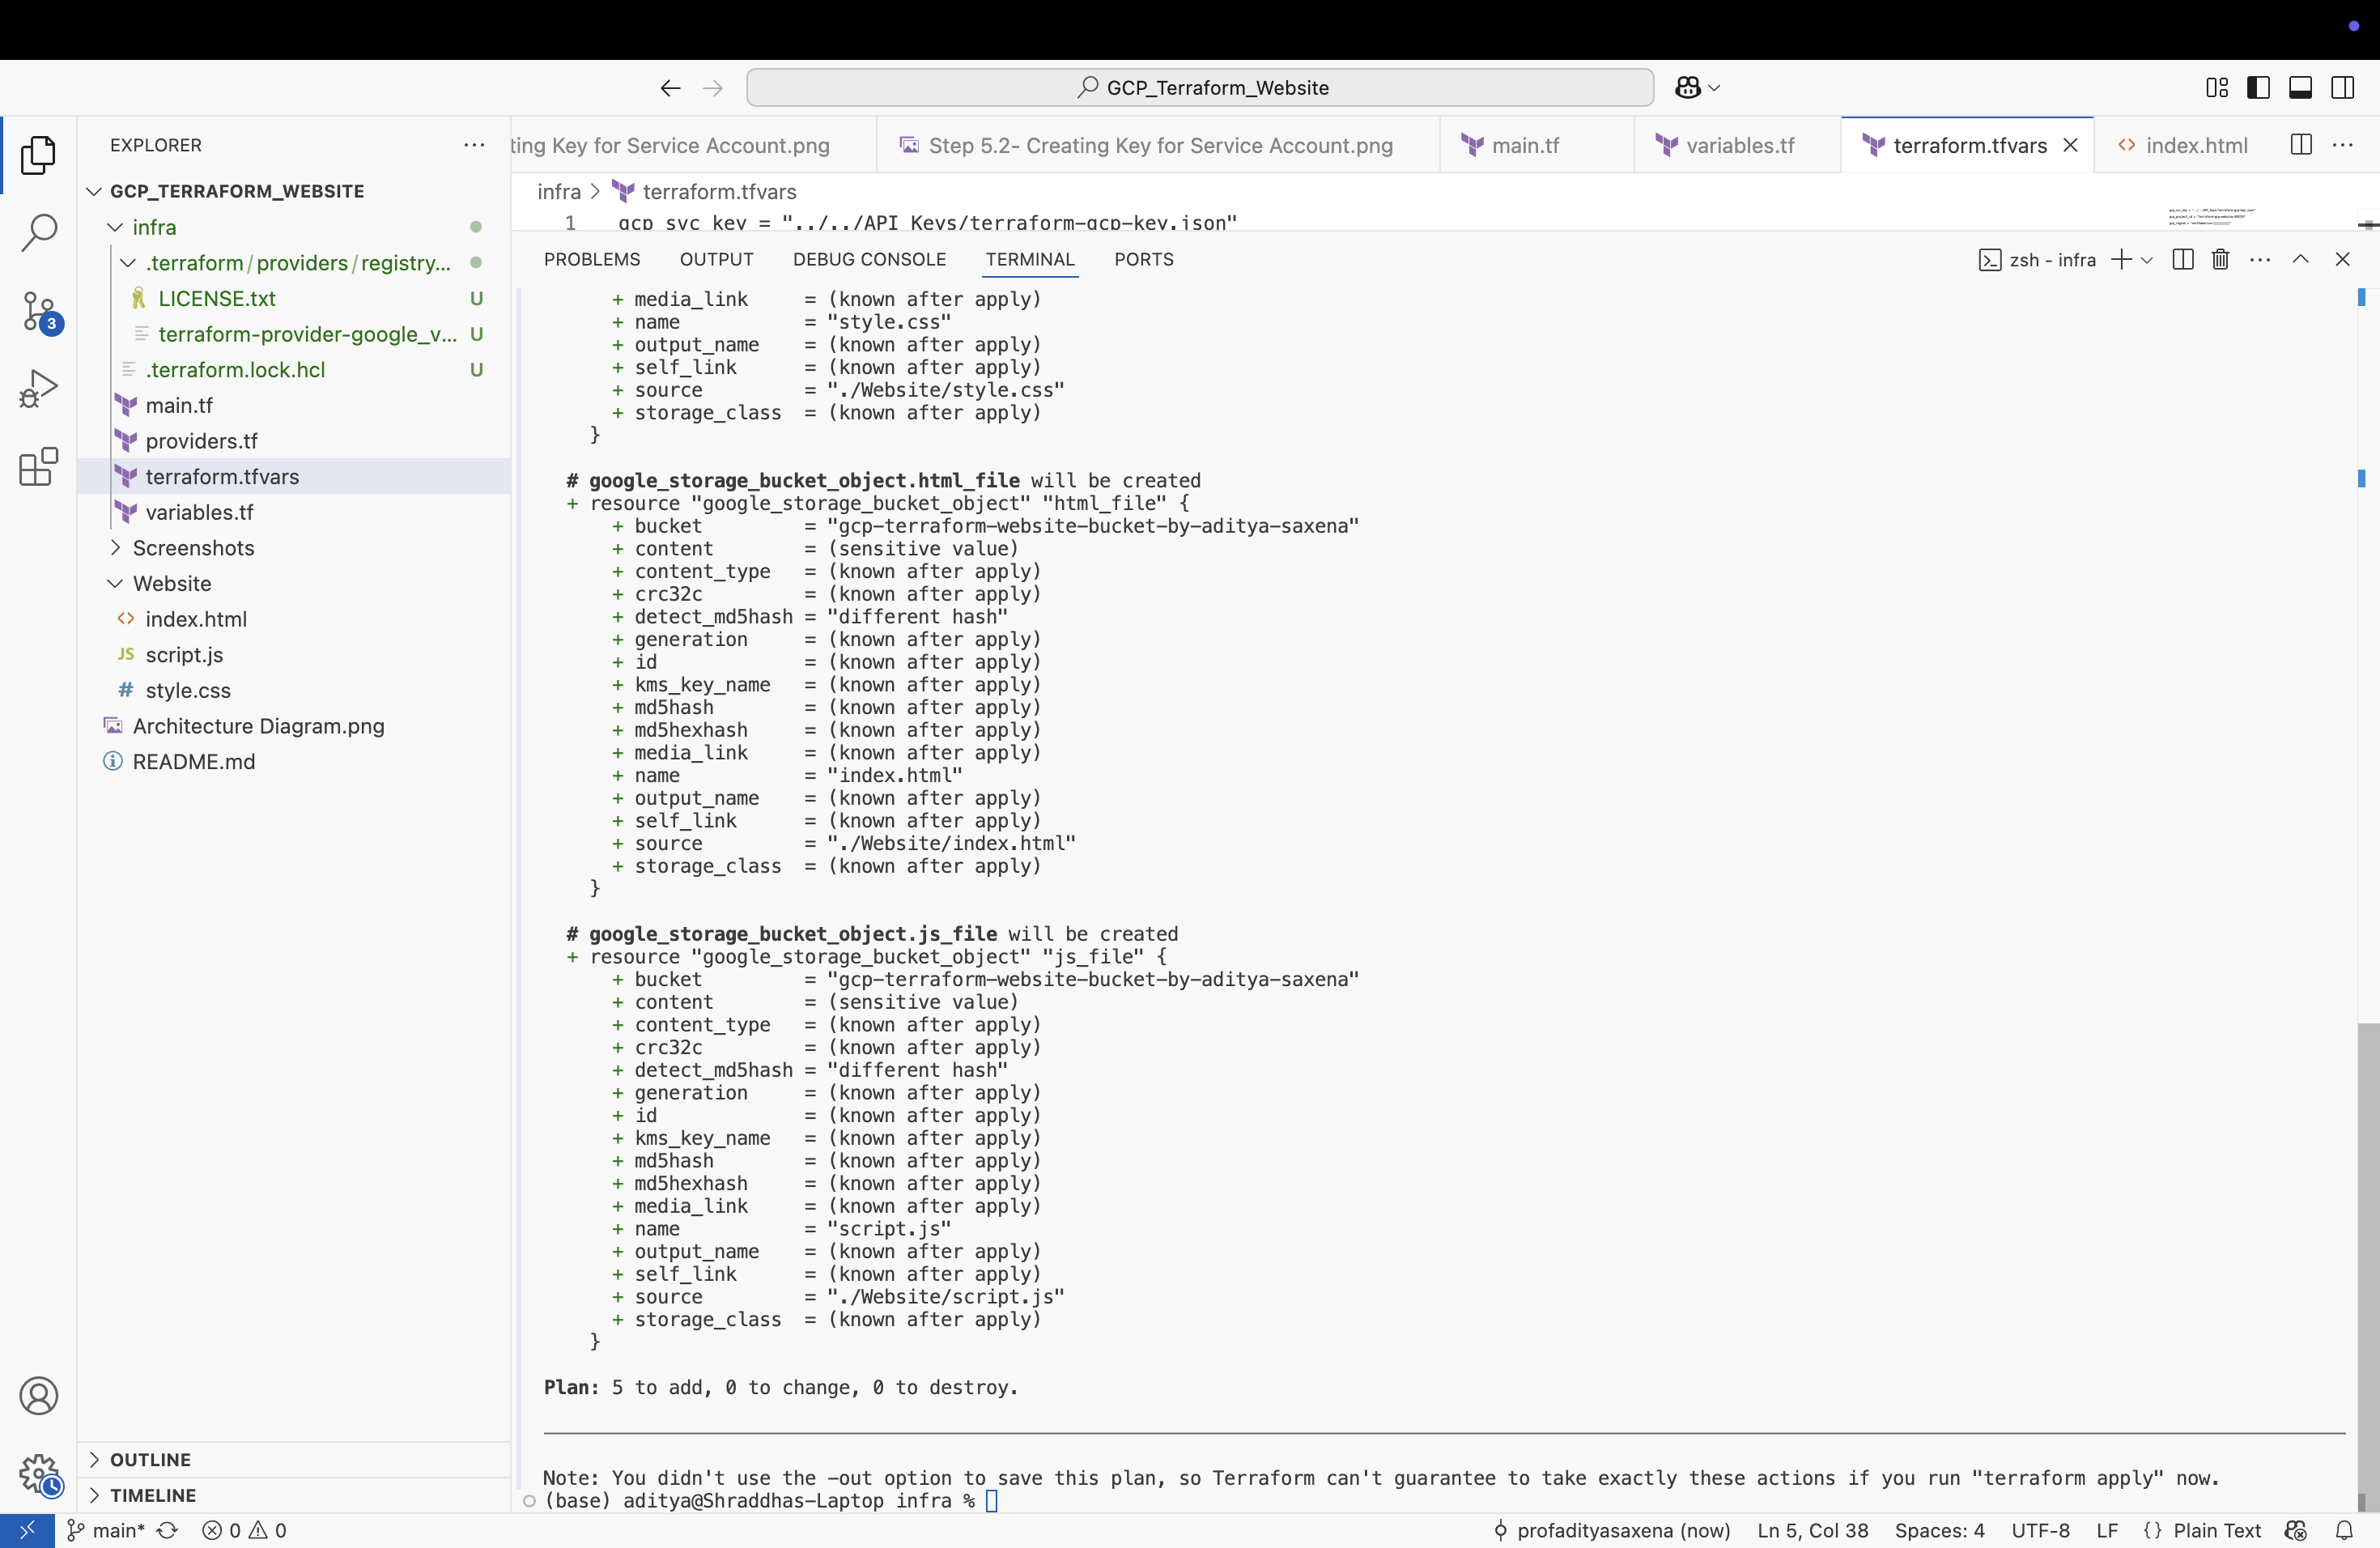 GCP_Terraform_Website
EXPLORER
GCP_TERRAFORM_WEBSITE
infra
.terraform/providers/registry...
LICENSE.txt U
terraform-provider-google_v... U
.terraform.lock.hcl U
main.tf
providers.tf
terraform.tfvars
variables.tf
Screenshots
Website
index.html
JS script.js
# style.css
Architecture Diagram.png
README.md
OUTLINE
TIMELINE
3
ting Key for Service Account.png
Step 5.2- Creating Key for Service Account.png
main.tf
variables.tf
terraform.tfvars
index.html
infra > terraform.tfvars
1 gcp_svc_key = "../../API_Keys/terraform-gcp-key.json"
PROBLEMS OUTPUT DEBUG CONSOLE TERMINAL PORTS
zsh - infra
+ media_link = (known after apply)
+ name = "style.css"
+ output_name = (known after apply)
+ self_link = (known after apply)
+ source = "./Website/style.css"
+ storage_class = (known after apply)
}
# google_storage_bucket_object.html_file will be created
+ resource "google_storage_bucket_object" "html_file" {
+ bucket = "gcp-terraform-website-bucket-by-aditya-saxena"
+ content = (sensitive value)
+ content_type = (known after apply)
+ crc32c = (known after apply)
+ detect_md5hash = "different hash"
+ generation = (known after apply)
+ id = (known after apply)
+ kms_key_name = (known after apply)
+ md5hash = (known after apply)
+ md5hexhash = (known after apply)
+ media_link = (known after apply)
+ name = "index.html"
+ output_name = (known after apply)
+ self_link = (known after apply)
+ source = "./Website/index.html"
+ storage_class = (known after apply)
}
# google_storage_bucket_object.js_file will be created
+ resource "google_storage_bucket_object" "js_file" {
+ bucket = "gcp-terraform-website-bucket-by-aditya-saxena"
+ content = (sensitive value)
+ content_type = (known after apply)
+ crc32c = (known after apply)
+ detect_md5hash = "different hash"
+ generation = (known after apply)
+ id = (known after apply)
+ kms_key_name = (known after apply)
+ md5hash = (known after apply)
+ md5hexhash = (known after apply)
+ media_link = (known after apply)
+ name = "script.js"
+ output_name = (known after apply)
+ self_link = (known after apply)
+ source = "./Website/script.js"
+ storage_class = (known after apply)
}
Plan: 5 to add, 0 to change, 0 to destroy.
Note: You didn't use the -out option to save this plan, so Terraform can't guarantee to take exactly these actions if you run "terraform apply" now.
(base) aditya@Shraddhas-Laptop infra %
main* 0 0
profadityasaxena (now) Ln 5, Col 38 Spaces: 4 UTF-8 LF {} Plain Text